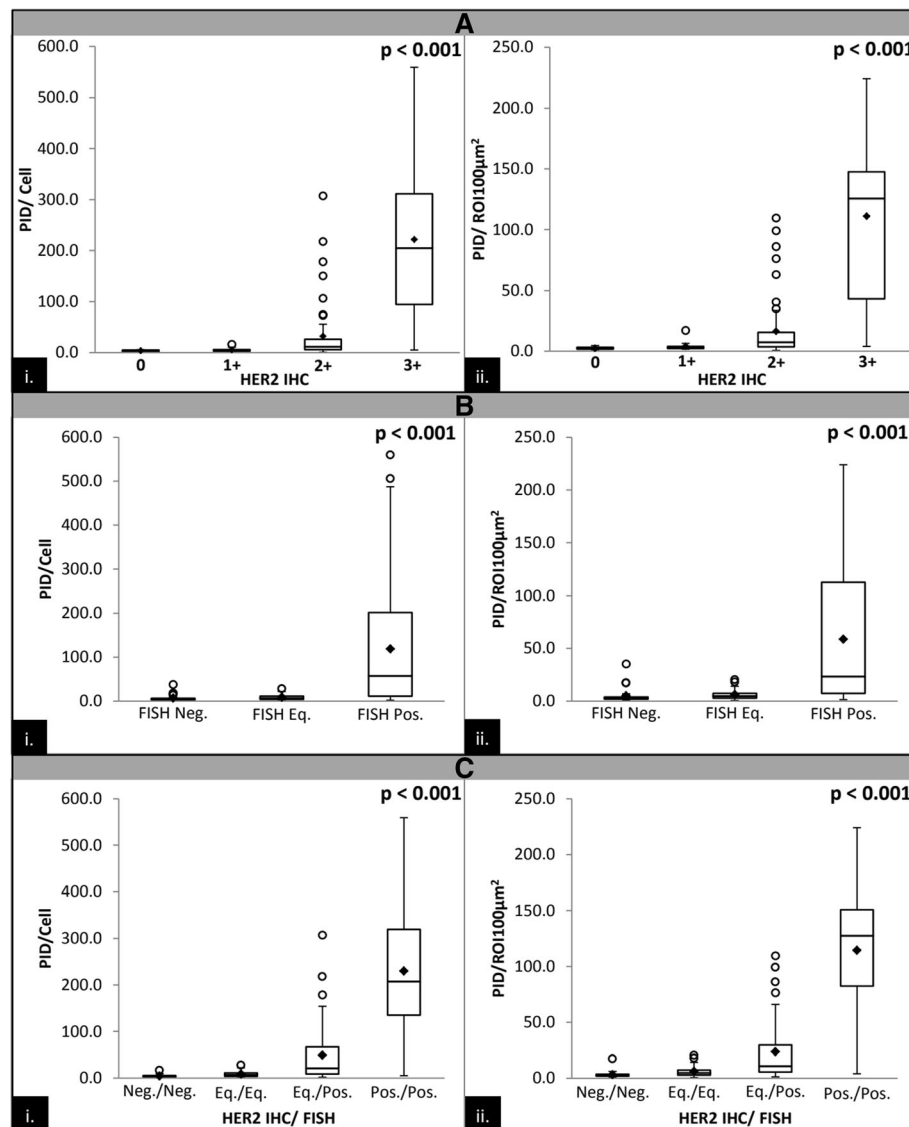 A
p < 0.001
600.0
500.0
400.0
300.0
200.0
100.0
0.0
PID/ Cell
0 1+ 2+ 3+
HER2 IHC
i.
p < 0.001
250.0
200.0
150.0
100.0
50.0
0.0
PID/ ROI100µm²
0 1+ 2+ 3+
HER2 IHC
ii.
B
p < 0.001
600.0
500.0
400.0
300.0
200.0
100.0
0.0
PID/Cell
FISH Neg. FISH Eq. FISH Pos.
i.
p < 0.001
250.0
200.0
150.0
100.0
50.0
0.0
PID/ROI100µm²
FISH Neg. FISH Eq. FISH Pos.
ii.
C
p < 0.001
600.0
500.0
400.0
300.0
200.0
100.0
0.0
PID/Cell
Neg./Neg. Eq./Eq. Eq./Pos. Pos./Pos.
HER2 IHC/ FISH
i.
p < 0.001
250.0
200.0
150.0
100.0
50.0
0.0
PID/ROI100µm²
Neg./Neg. Eq./Eq. Eq./Pos. Pos./Pos.
HER2 IHC/ FISH
ii.